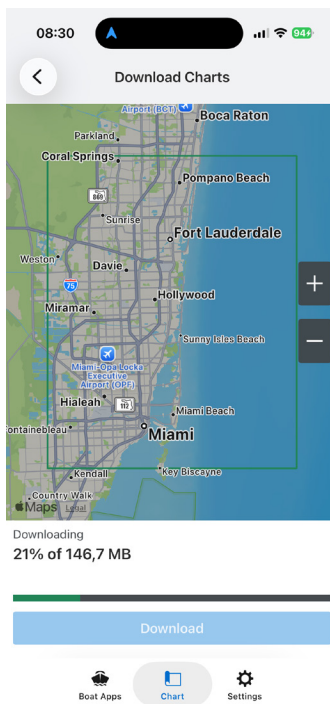 08:30
94
Download Charts
Airport (BCT)
Boca Raton
Parkland
Coral Springs
Pompano Beach
869
Sunrise
Fort Lauderdale
Weston
Davie
75
Hollywood
Miramar
Sunny Isles Beach
Miami-Opa Locka
Executive
Airport (OPF)
Hialeah
112
Miami Beach
ontainebleau
Miami
Kendall
Key Biscayne
Country Walk
Maps Legal
Downloading
21% of 146,7 MB
Download
Boat Apps
Chart
Settings